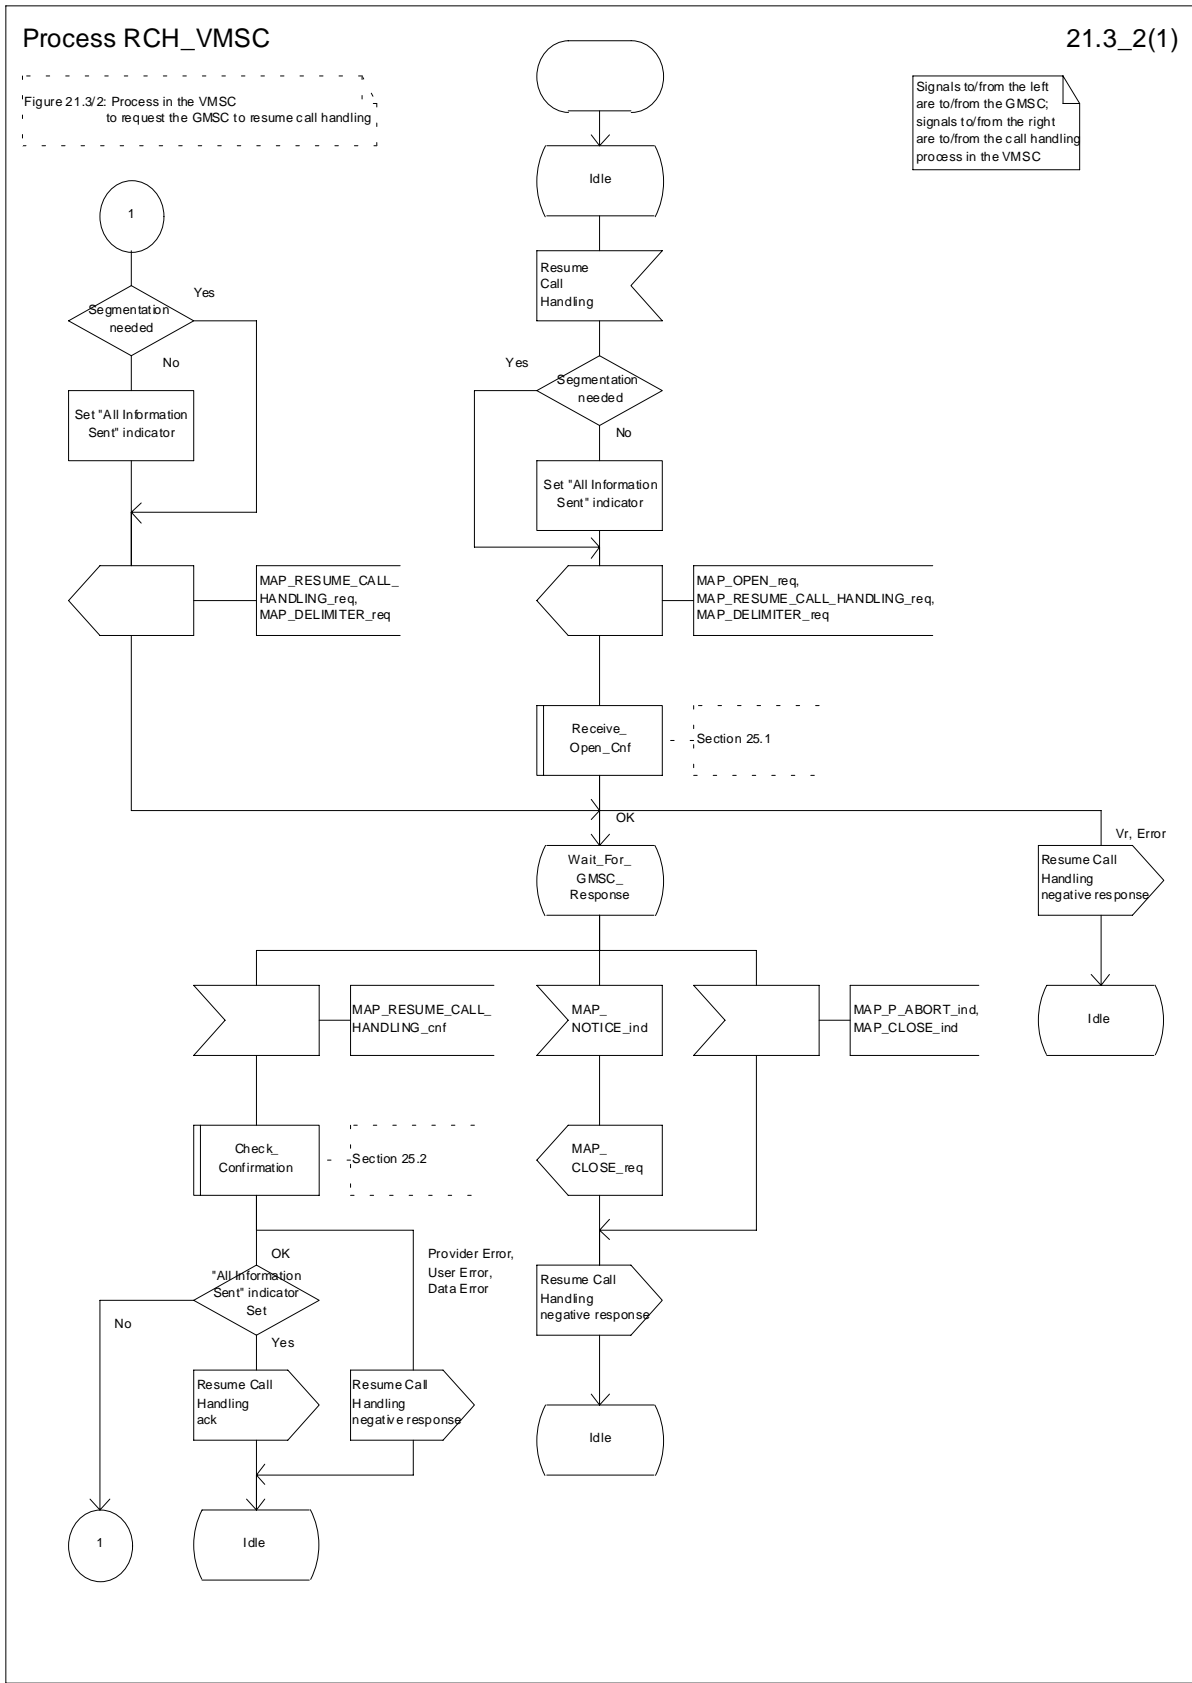 Process RCH_VMSC
21.3_2(1)
Figure 21.3/2: Process in the VMSC
to request the GMSC to resume call handling
Signals to/from the left
are to/from the GMSC;
signals to/from the right
are to/from the call handling
process in the VMSC
Idle
1
Resume
Call
Handling
Segmentation
needed
Yes
No
Yes
Segmentation
needed
No
Set "All Information
Sent" indicator
Set "All Information
Sent" indicator
MAP_RESUME_CALL_
HANDLING_req,
MAP_DELIMITER_req
MAP_OPEN_req,
MAP_RESUME_CALL_HANDLING_req,
MAP_DELIMITER_req
Receive_
Open_Cnf
Section 25.1
OK
Vr, Error
Wait_For_
GMSC_
Response
Resume Call
Handling
negative response
MAP_RESUME_CALL_
HANDLING_cnf
MAP_
NOTICE_ind
MAP_P_ABORT_ind,
MAP_CLOSE_ind
Idle
Check_
Confirmation
Section 25.2
MAP_
CLOSE_req
OK
Provider Error,
User Error,
Data Error
"All Information
Sent" indicator
Set
No
Yes
Resume Call
Handling
negative response
Resume Call
Handling
ack
Resume Call
Handling
negative response
Idle
1
Idle